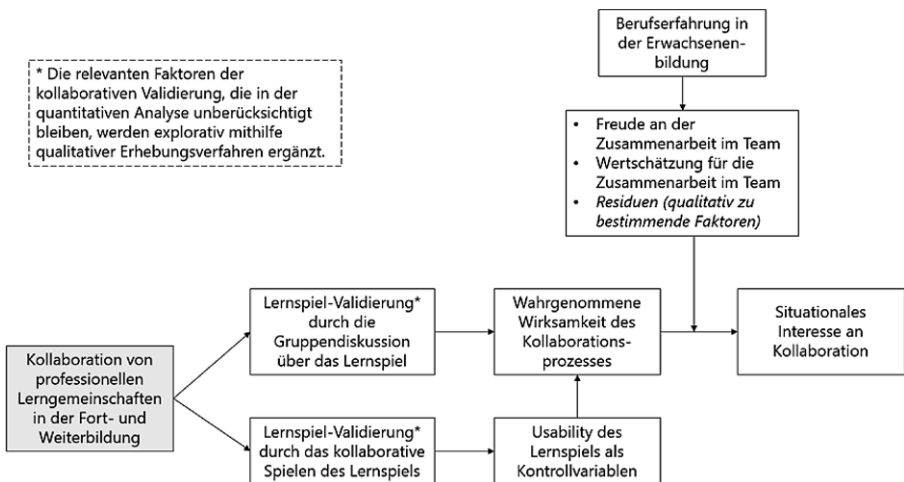 Berufserfahrung in
der Erwachsenen-
bildung
* Die relevanten Faktoren der
kollaborativen Validierung, die in der
quantitativen Analyse unberücksichtigt
bleiben, werden explorativ mithilfe
qualitativer Erhebungsverfahren ergänzt.
• Freude an der
Zusammenarbeit im Team
• Wertschätzung für die
Zusammenarbeit im Team
• Residuen (qualitativ zu
bestimmende Faktoren)
Lernspiel-Validierung*
durch die
Gruppendiskussion
über das Lernspiel
Wahrgenommene
Wirksamkeit des
Kollaborations-
prozesses
Situationales
Interesse an
Kollaboration
Kollaboration von
professionellen
Lerngemeinschaften
in der Fort- und
Weiterbildung
Lernspiel-Validierung*
durch das kollaborative
Spielen des Lernspiels
Usability des
Lernspiels als
Kontrollvariablen